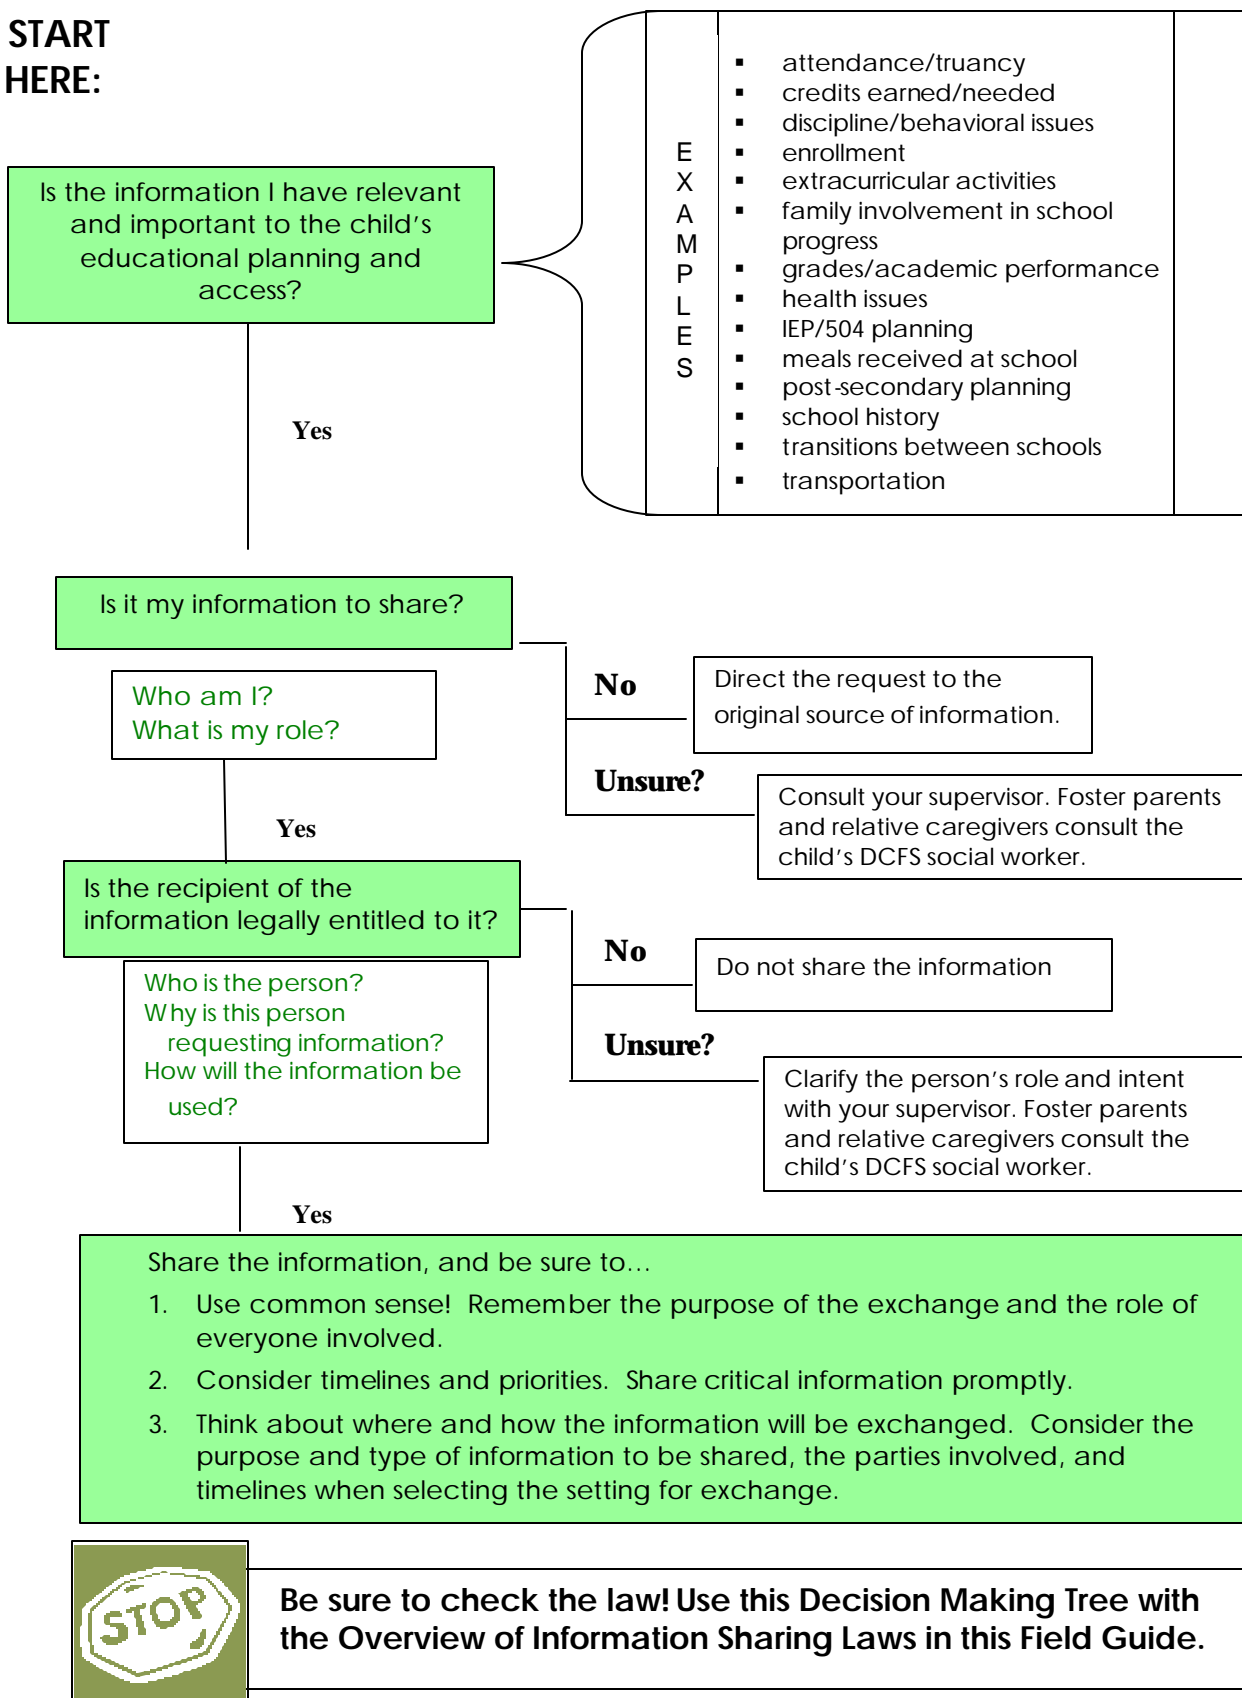 START
HERE:
Is the information I have relevant
and important to the child's
educational planning and
access?
E
X
A
M
P
L
E
S
▪ attendance/truancy
▪ credits earned/needed
▪ discipline/behavioral issues
▪ enrollment
▪ extracurricular activities
▪ family involvement in school
progress
▪ grades/academic performance
▪ health issues
▪ IEP/504 planning
▪ meals received at school
▪ post-secondary planning
▪ school history
▪ transitions between schools
▪ transportation
Yes
Is it my information to share?
Who am I?
What is my role?
No
Direct the request to the
original source of information.
Unsure?
Consult your supervisor. Foster parents
and relative caregivers consult the
child's DCFS social worker.
Yes
Is the recipient of the
information legally entitled to it?
Who is the person?
Why is this person
requesting information?
How will the information be
used?
No
Do not share the information
Unsure?
Clarify the person's role and intent
with your supervisor. Foster parents
and relative caregivers consult the
child's DCFS social worker.
Yes
Share the information, and be sure to…
1. Use common sense! Remember the purpose of the exchange and the role of
everyone involved.
2. Consider timelines and priorities. Share critical information promptly.
3. Think about where and how the information will be exchanged. Consider the
purpose and type of information to be shared, the parties involved, and
timelines when selecting the setting for exchange.
STOP
Be sure to check the law! Use this Decision Making Tree with
the Overview of Information Sharing Laws in this Field Guide.